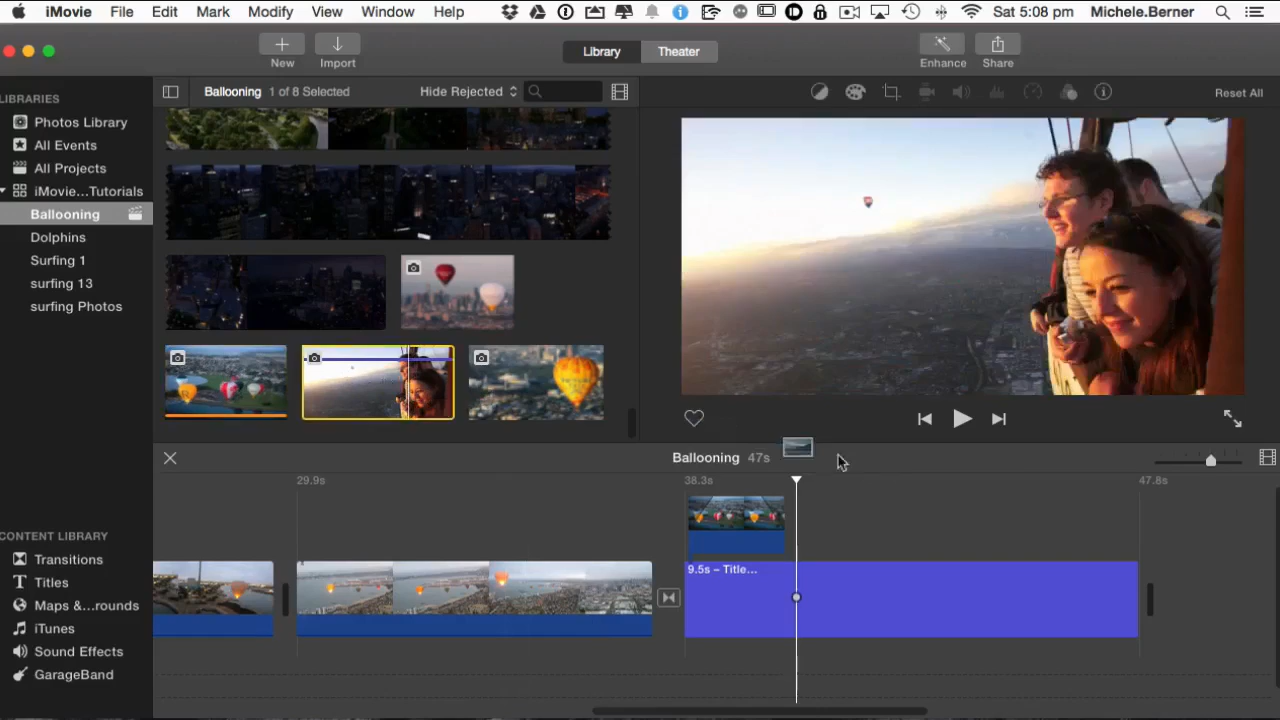 iMovie File Edit Mark Modify View Window Help Sat 5:08 pm Michele.Berner
Library Theater
New Import Enhance Share
LIBRARIES
Photos Library
All Events
All Projects
iMovie...Tutorials
Ballooning
Dolphins
Surfing 1
surfing 13
surfing Photos
Ballooning 1 of 8 Selected Hide Rejected
Reset All
Ballooning 47s
29.9s 38.3s 47.8s
9.5s – Title...
CONTENT LIBRARY
Transitions
Titles
Maps &...rounds
iTunes
Sound Effects
GarageBand